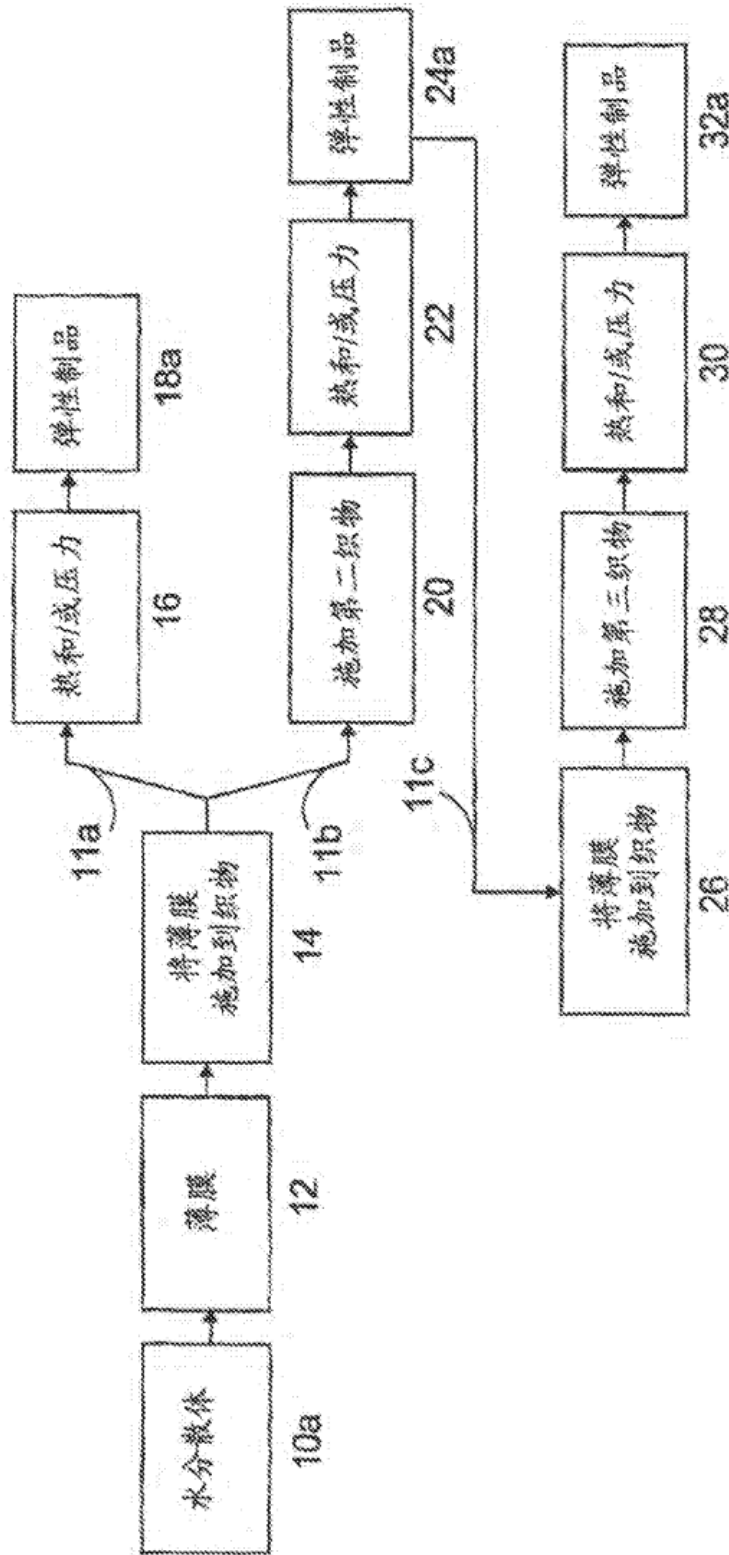 水分散体
10a
薄膜
12
将薄膜
施加到织物
14
11a
热和/或压力
16
弹性制品
18a
11b
施加第二织物
20
热和/或压力
22
弹性制品
24a
11c
将薄膜
施加到织物
26
施加第三织物
28
热和/或压力
30
弹性制品
32a